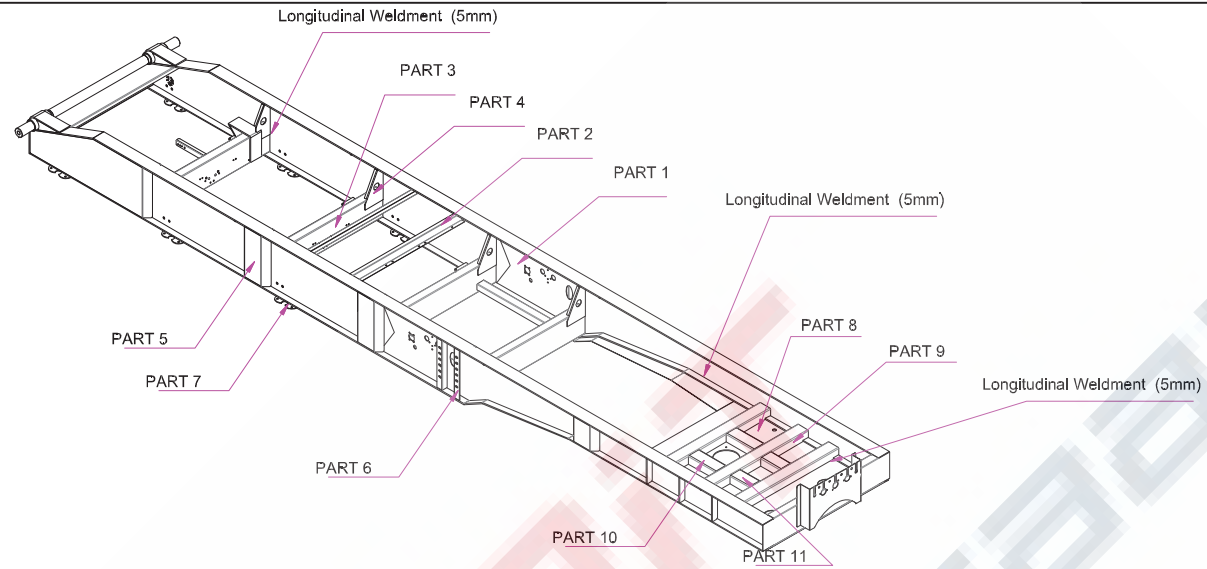 Longitudinal Weldment (5mm)
PART 3
PART 4
PART 2
PART 1
Longitudinal Weldment (5mm)
PART 8
PART 5
PART 9
PART 7
Longitudinal Weldment (5mm)
PART 6
PART 10
PART 11